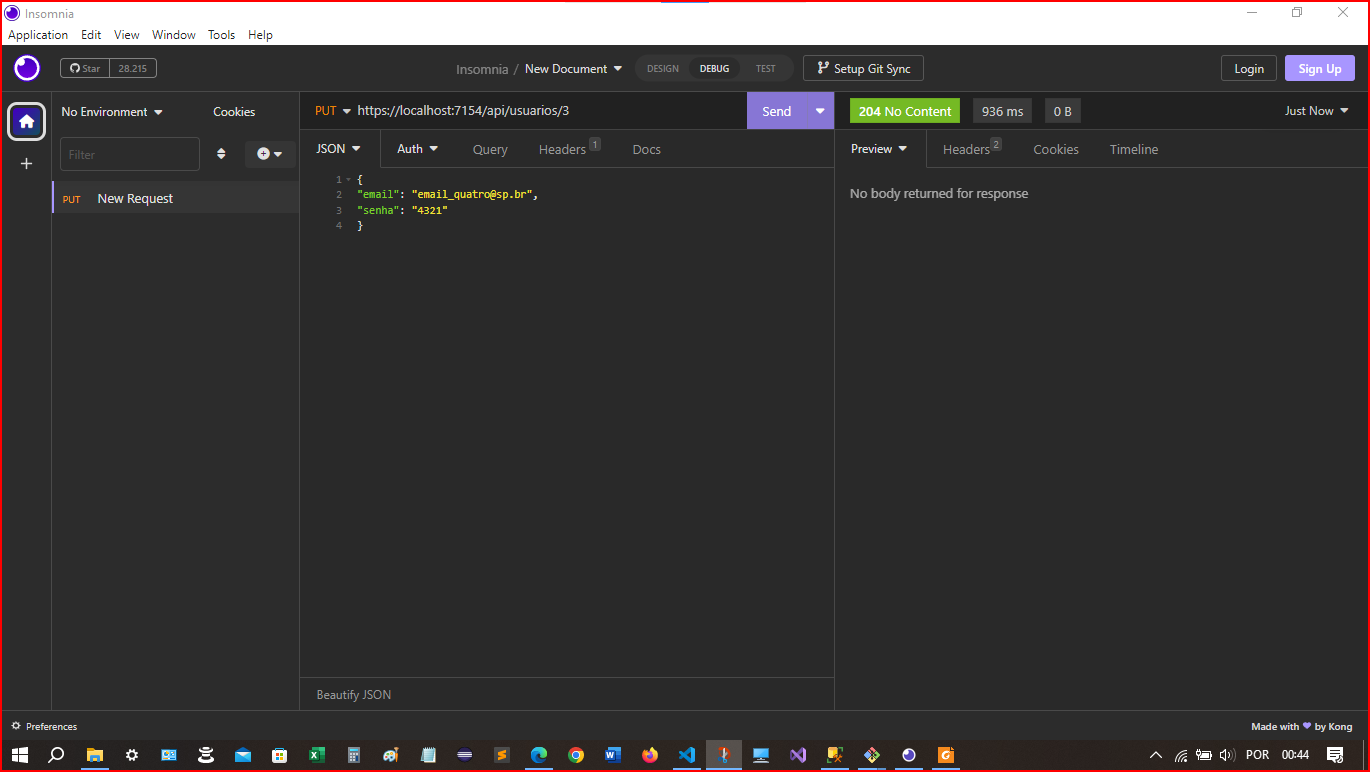 Insomnia
Application Edit View Window Tools Help
Star 28.215 Insomnia / New Document DESIGN DEBUG TEST Setup Git Sync Login Sign Up
No Environment Cookies
PUT https://localhost:7154/api/usuarios/3 Send
204 No Content 936 ms 0 B Just Now
Filter
JSON Auth Query Headers 1 Docs
Preview Headers 2 Cookies Timeline
PUT New Request
1 {
2 "email": "email_quatro@sp.br",
3 "senha": "4321"
4 }
No body returned for response
Beautify JSON
Preferences
Made with by Kong
POR 00:44